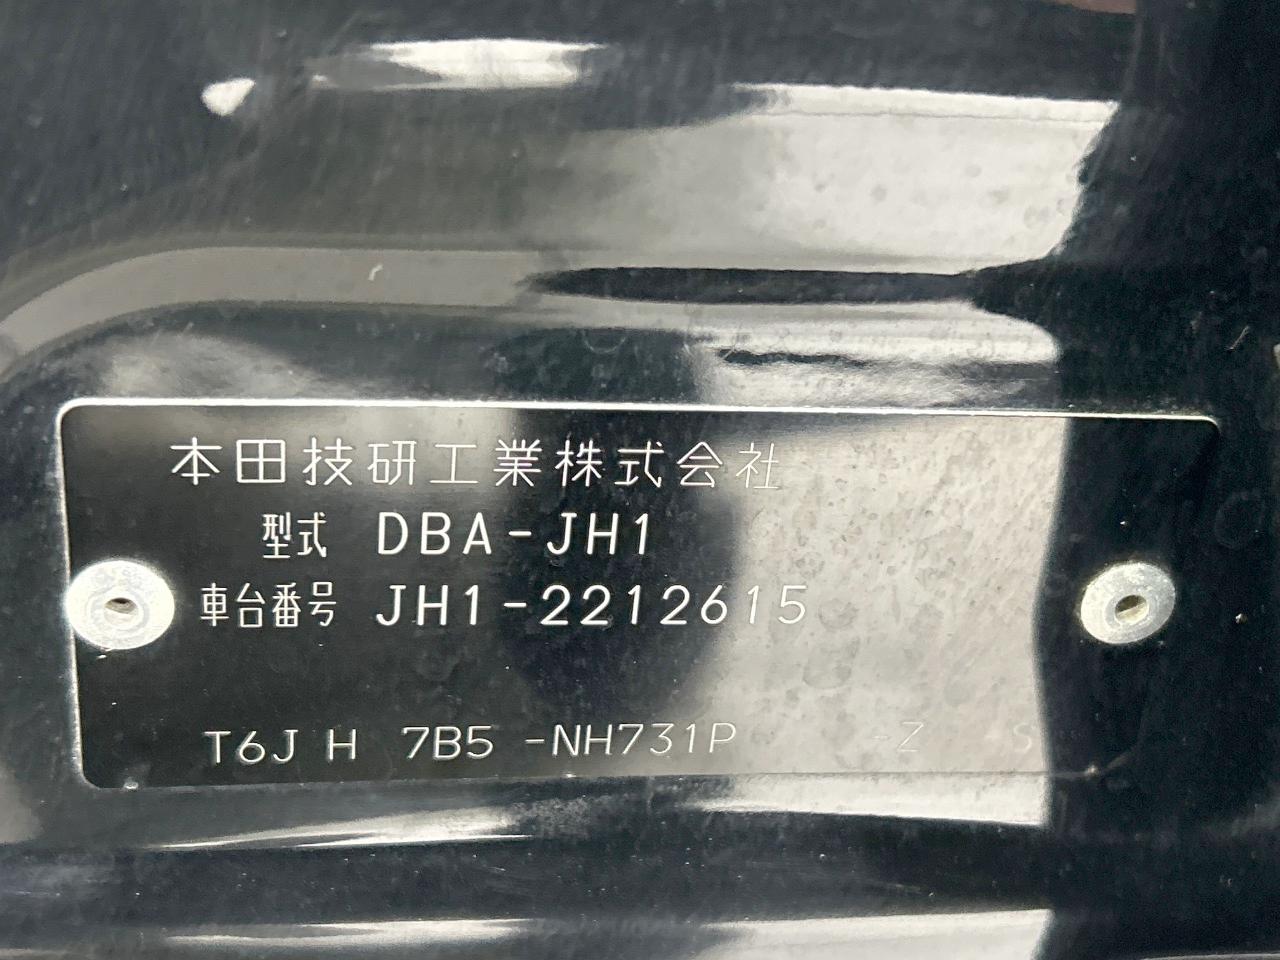 本田技研工業株式会社
型式 DBA-JH1
車台番号 JH1-2212615
T6J H 7B5 -NH731P -Z S